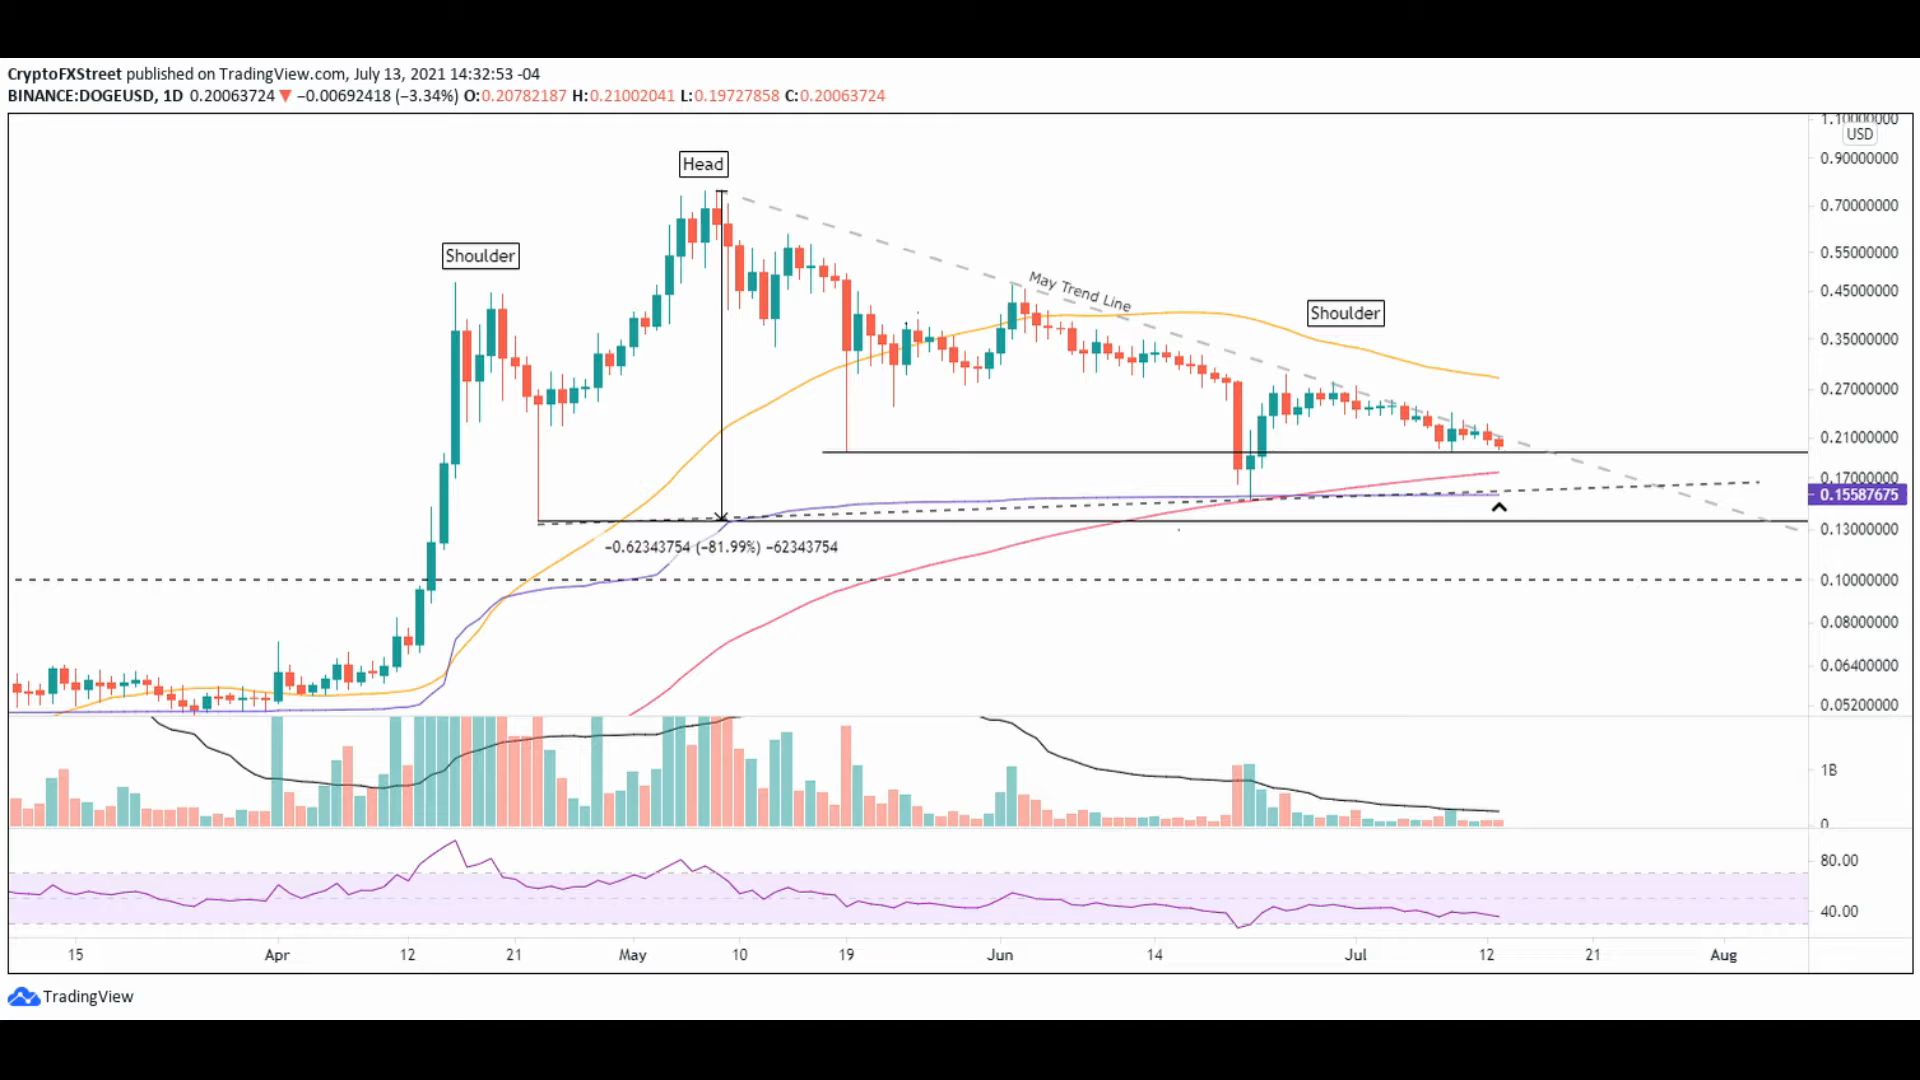 CryptoFXStreet published on TradingView.com, July 13, 2021 14:32:53 -04
BINANCE:DOGEUSD, 1D 0.20063724 ▼ −0.00692418 (−3.34%) O:0.20782187 H:0.21002041 L:0.19727858 C:0.20063724
1.10000000
USD
0.90000000
Head
0.70000000
Shoulder
0.55000000
May Trend Line
0.45000000
Shoulder
0.35000000
0.27000000
0.21000000
0.17000000
0.15587675
0.13000000
−0.62343754 (−81.99%) −62343754
0.10000000
0.08000000
0.06400000
0.05200000
1B
0
80.00
40.00
15 Apr 12 21 May 10 19 Jun 14 Jul 12 21 Aug
TradingView